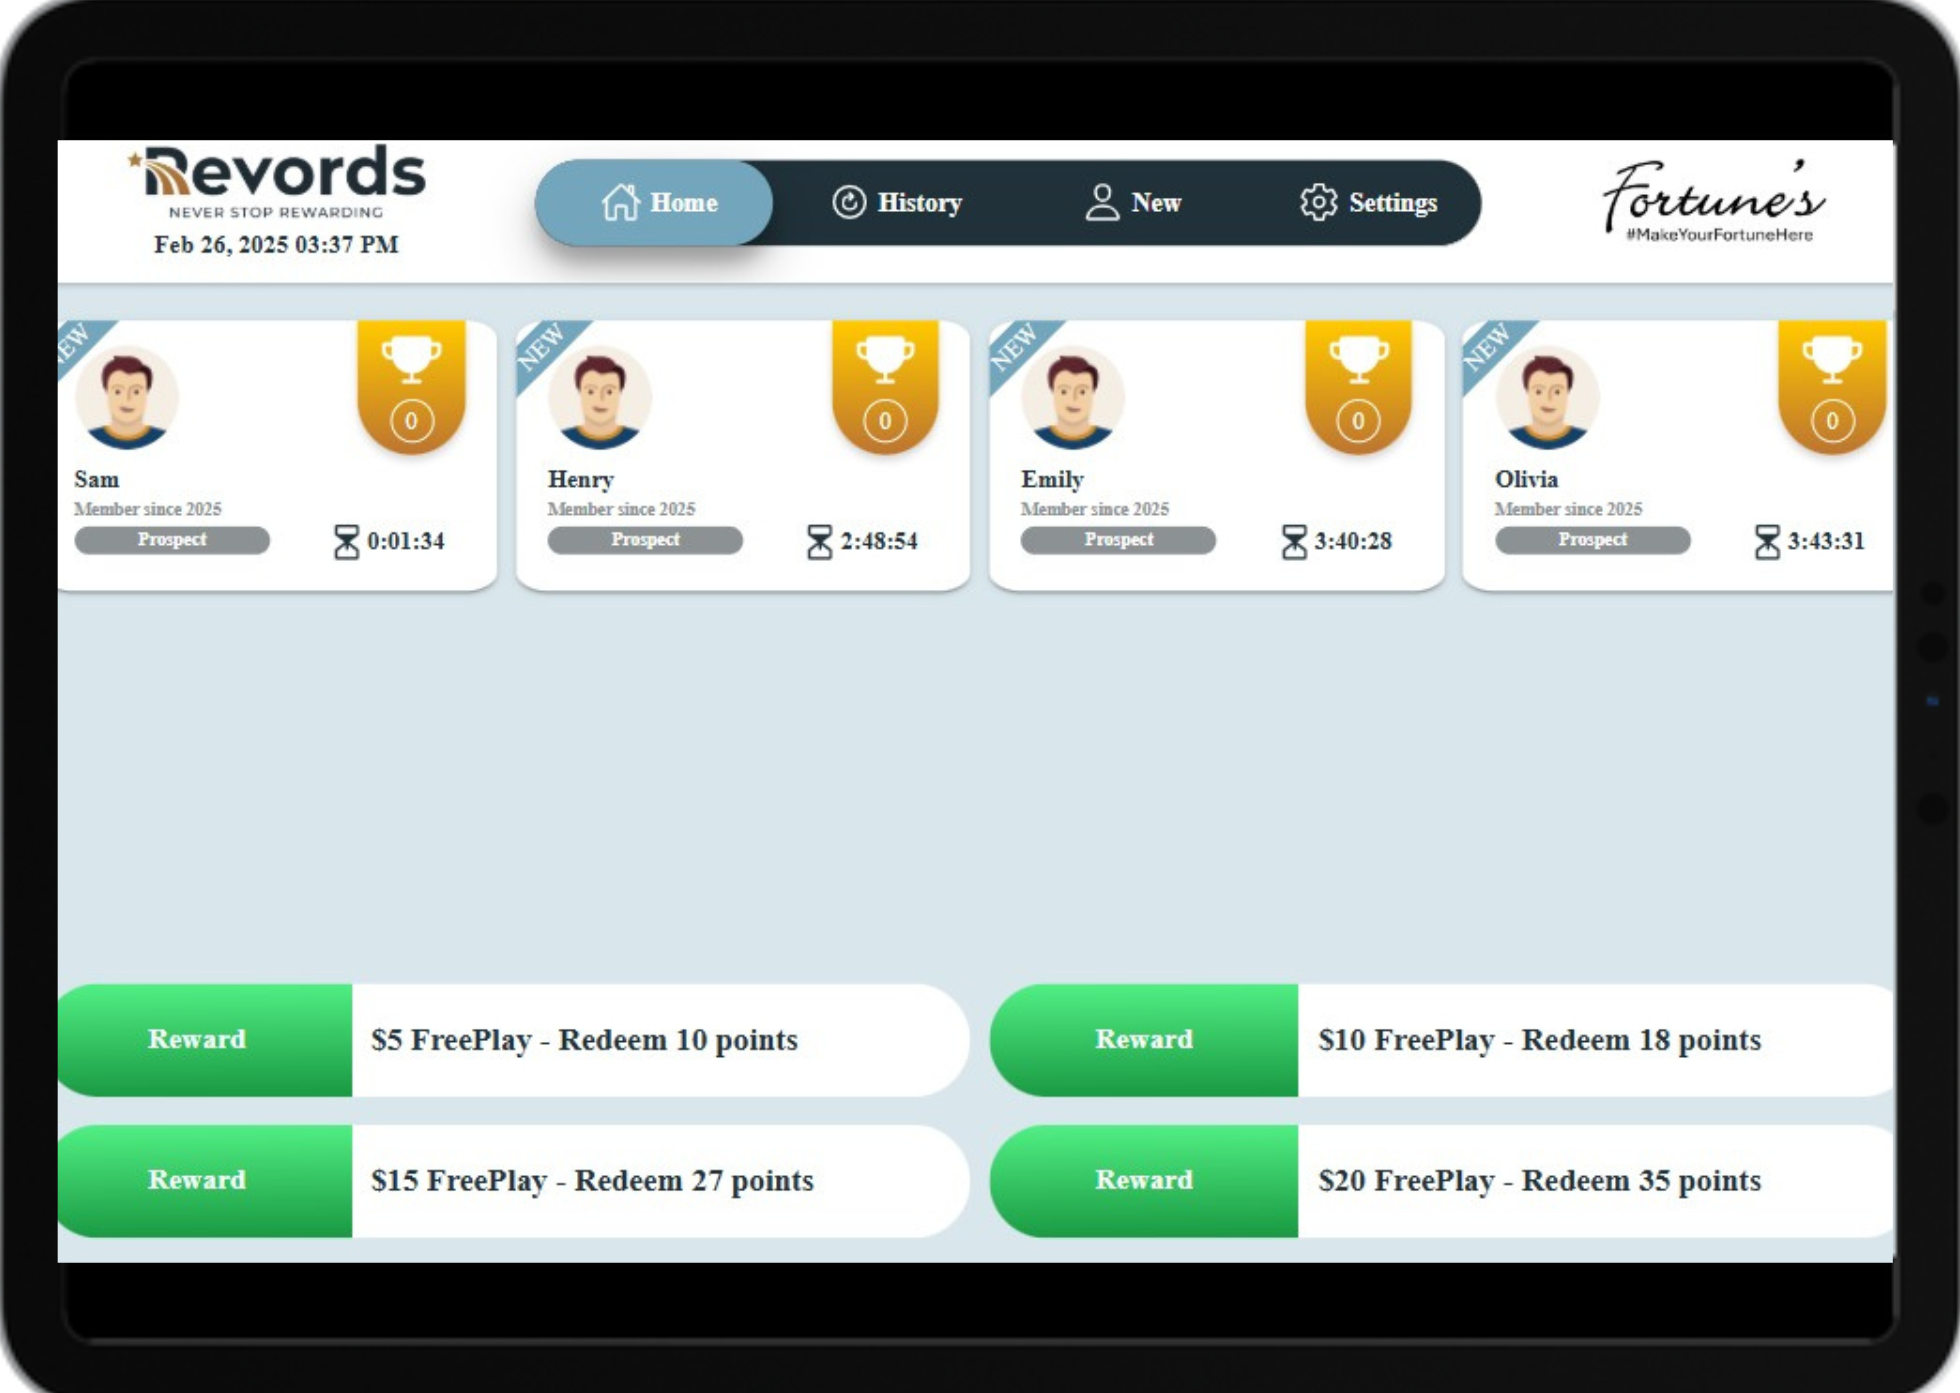 Revords
NEVER STOP REWARDING
Feb 26, 2025 03:37 PM
Home
History
New
Settings
Fortune's
#MakeYourFortuneHere
NEW
0
Sam
Member since 2025
Prospect
0:01:34
NEW
0
Henry
Member since 2025
Prospect
2:48:54
NEW
0
Emily
Member since 2025
Prospect
3:40:28
NEW
0
Olivia
Member since 2025
Prospect
3:43:31
Reward
$5 FreePlay - Redeem 10 points
Reward
$10 FreePlay - Redeem 18 points
Reward
$15 FreePlay - Redeem 27 points
Reward
$20 FreePlay - Redeem 35 points